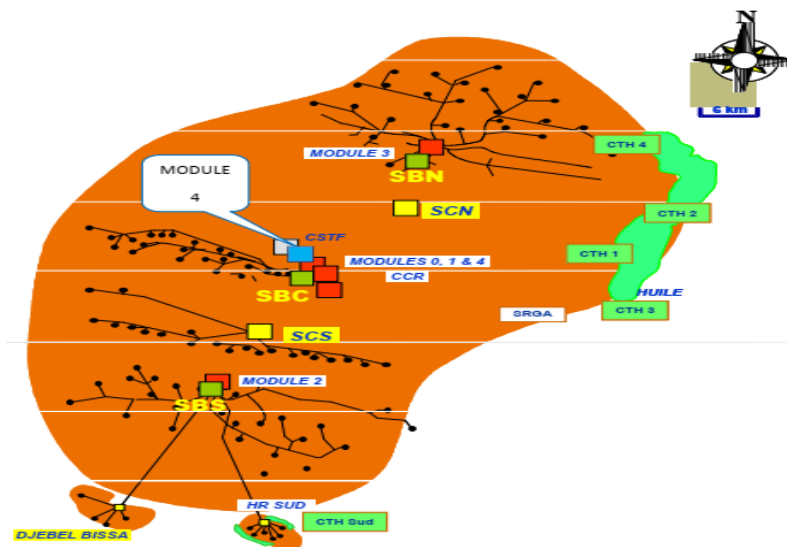 N
6 km
CTH 4
MODULE 3
SBN
MODULE
4
SCN
CTH 2
CSTF
CTH 1
MODULES 0, 1 & 4
CCR
SBC
HUILE
CTH 3
SRGA
SCS
MODULE 2
SBS
HR SUD
CTH Sud
DJEBEL BISSA